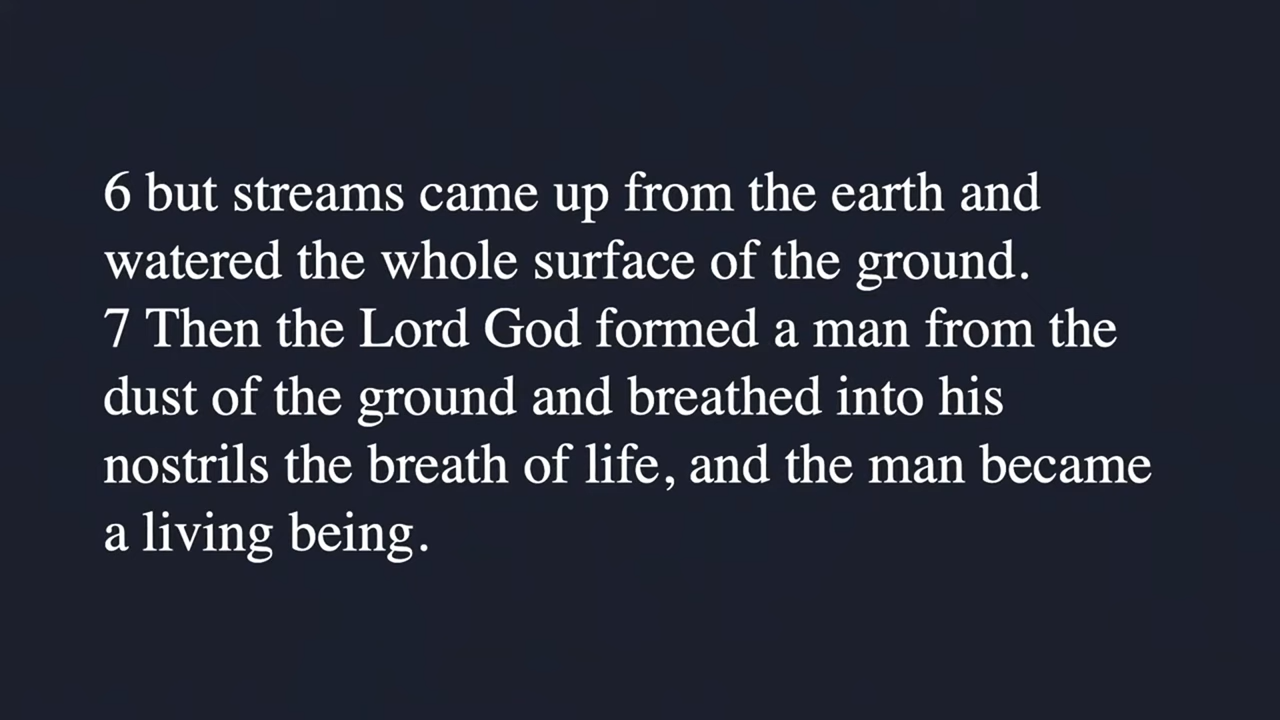 6 but streams came up from the earth and
watered the whole surface of the ground.
7 Then the Lord God formed a man from the
dust of the ground and breathed into his
nostrils the breath of life, and the man became
a living being.